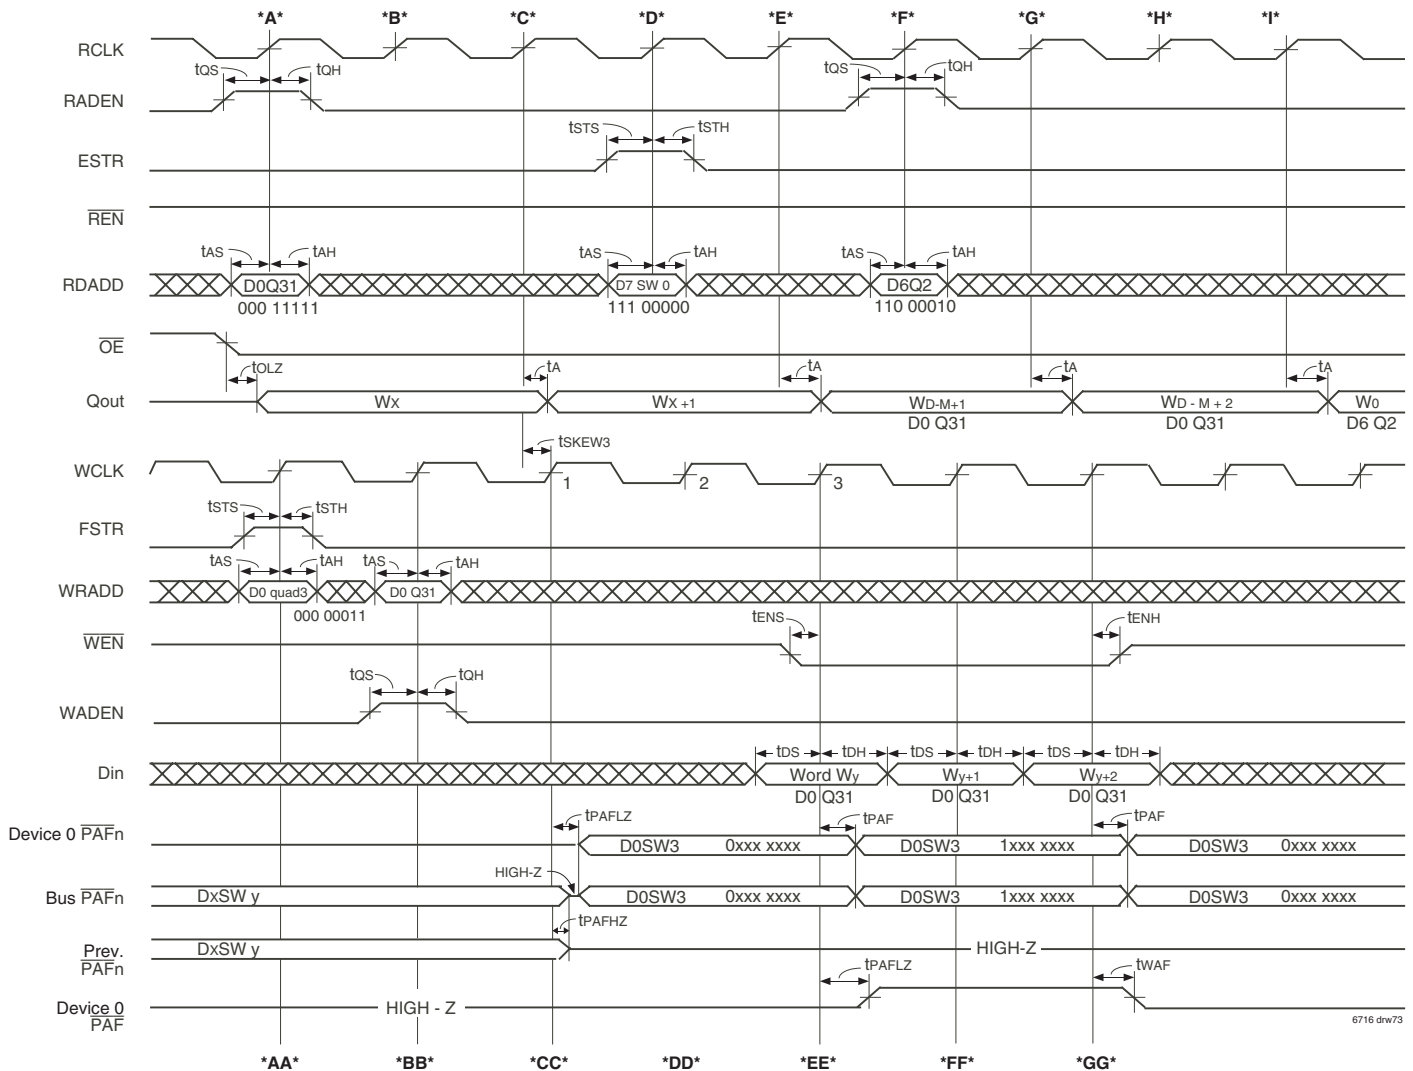 *A* *B* *C* *D* *E* *F* *G* *H* *I*
RCLK
tQS tQH tQS tQH
RADEN
tSTS tSTH
ESTR
REN
tAS tAH tAS tAH tAS tAH
RDADD D0Q31 D7 SW 0 D6Q2
000 11111 111 00000 110 00010
OE
tOLZ tA tA tA tA
Qout WX WX +1 WD-M+1 WD - M + 2 W0
D0 Q31 D0 Q31 D6 Q2
tSKEW3
WCLK 1 2 3
tSTS tSTH
FSTR
tAS tAH tAS tAH
WRADD D0 quad3 D0 Q31
000 00011
tENS tENH
WEN
tQS tQH
WADEN
tDS tDH tDS tDH tDS tDH
Din Word Wy Wy+1 Wy+2
D0 Q31 D0 Q31 D0 Q31
tPAFLZ tPAF tPAF
Device 0 PAFn D0SW3 0xxx xxxx D0SW3 1xxx xxxx D0SW3 0xxx xxxx
HIGH-Z
Bus PAFn DxSW y D0SW3 0xxx xxxx D0SW3 1xxx xxxx D0SW3 0xxx xxxx
tPAFHZ
Prev. DxSW y HIGH-Z
PAFn
tPAFLZ tWAF
Device 0 HIGH - Z
PAF
6716 drw73
*AA* *BB* *CC* *DD* *EE* *FF* *GG*